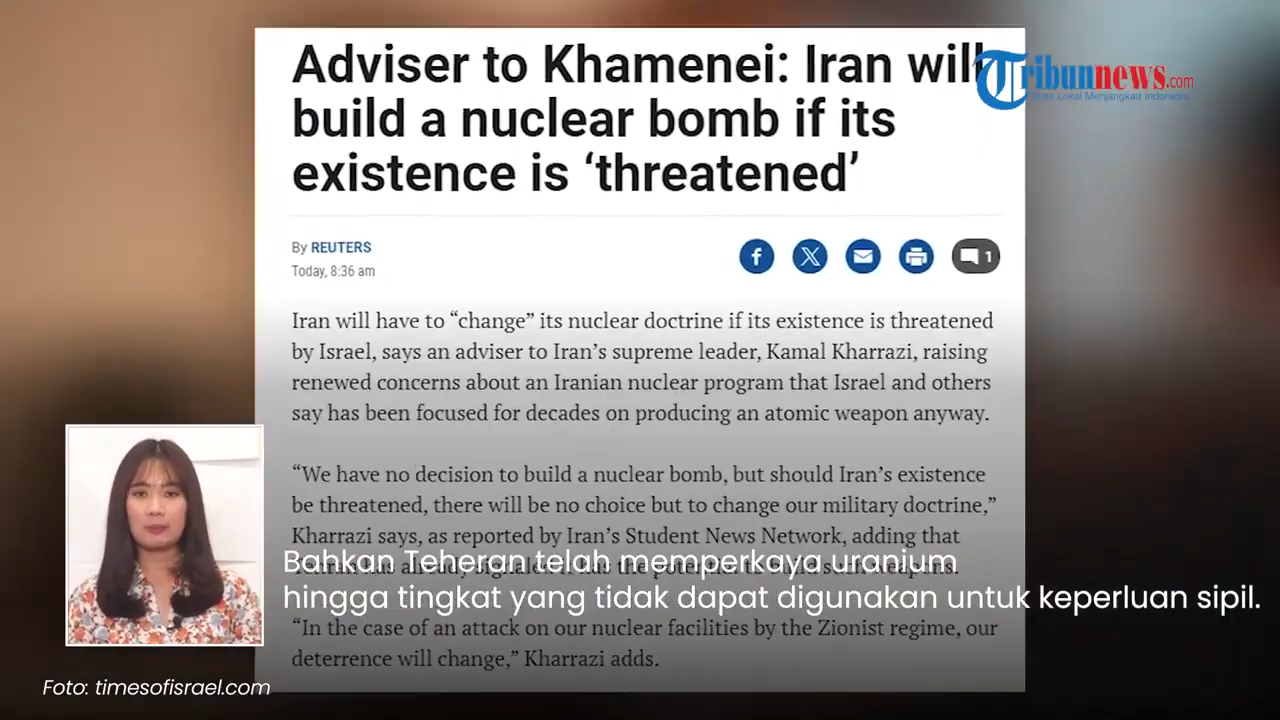 Adviser to Khamenei: Iran will
build a nuclear bomb if its
existence is ‘threatened’
Tribunnews.com
Mata Lokal Menjangkau Indonesia
By REUTERS
Today, 8:36 am
1
Iran will have to “change” its nuclear doctrine if its existence is threatened
by Israel, says an adviser to Iran’s supreme leader, Kamal Kharrazi, raising
renewed concerns about an Iranian nuclear program that Israel and others
say has been focused for decades on producing an atomic weapon anyway.
“We have no decision to build a nuclear bomb, but should Iran’s existence
be threatened, there will be no choice but to change our military doctrine,”
Kharrazi says, as reported by Iran’s Student News Network, adding that
Bahkan Teheran telah memperkaya uranium
hingga tingkat yang tidak dapat digunakan untuk keperluan sipil.
“In the case of an attack on our nuclear facilities by the Zionist regime, our
deterrence will change,” Kharrazi adds.
Foto: timesofisrael.com